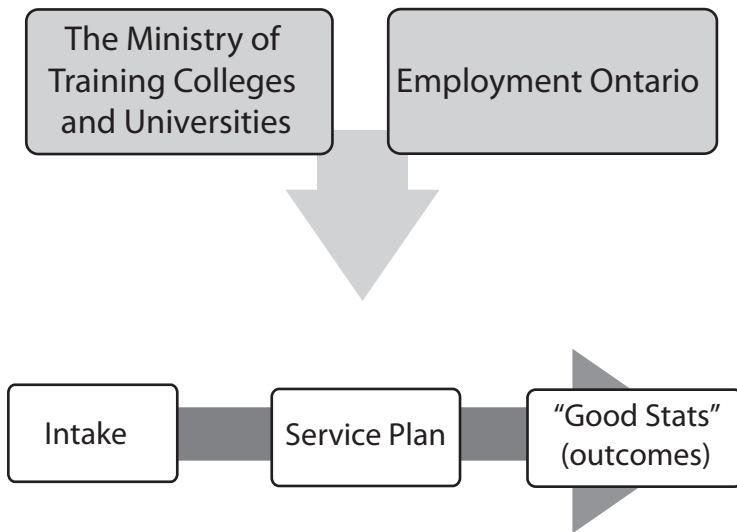 The Ministry of
Training Colleges
and Universities
Employment Ontario
Intake
Service Plan
“Good Stats”
(outcomes)